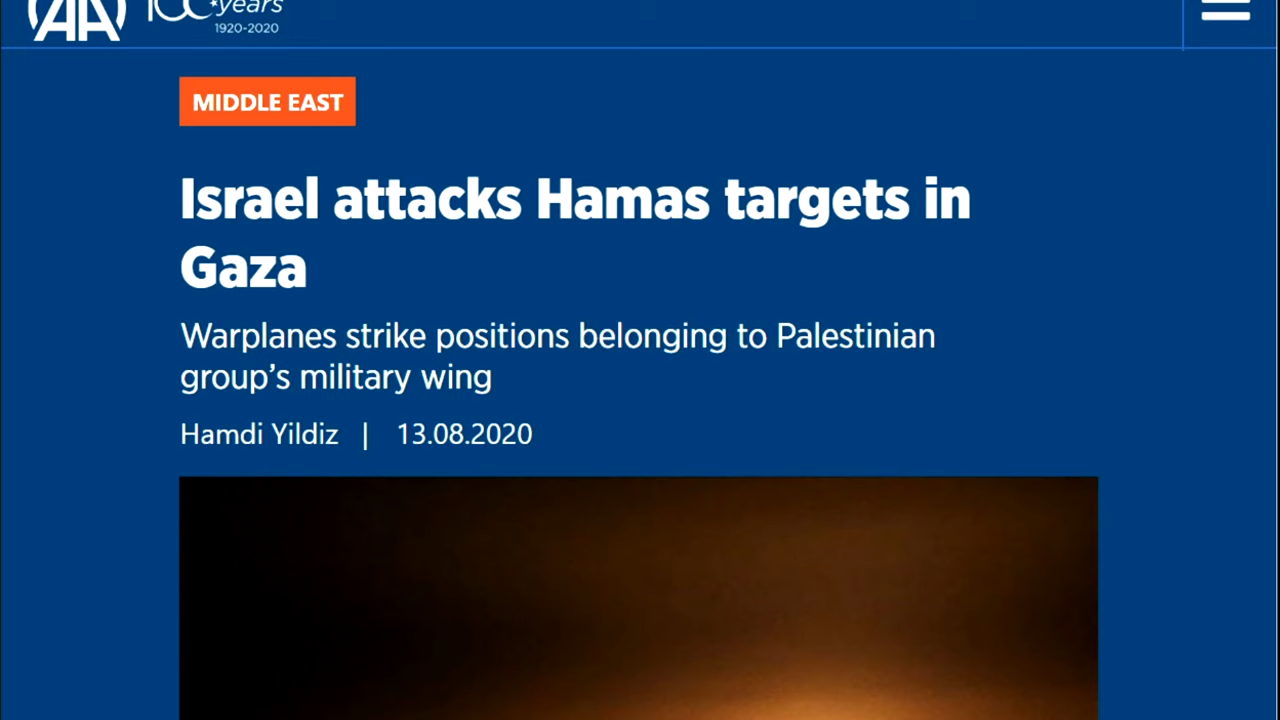 AA 100 years
1920-2020
MIDDLE EAST
Israel attacks Hamas targets in
Gaza
Warplanes strike positions belonging to Palestinian
group’s military wing
Hamdi Yildiz | 13.08.2020